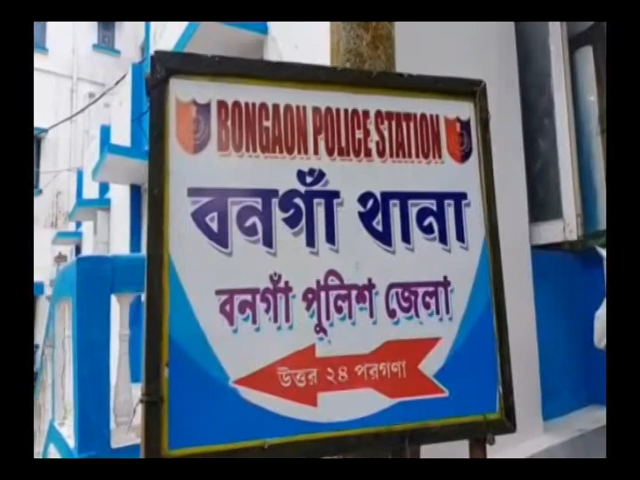 BONGAON POLICE STATION
বনগাঁ থানা
বনগাঁ পুলিশ জেলা
উত্তর ২৪ পরগণা